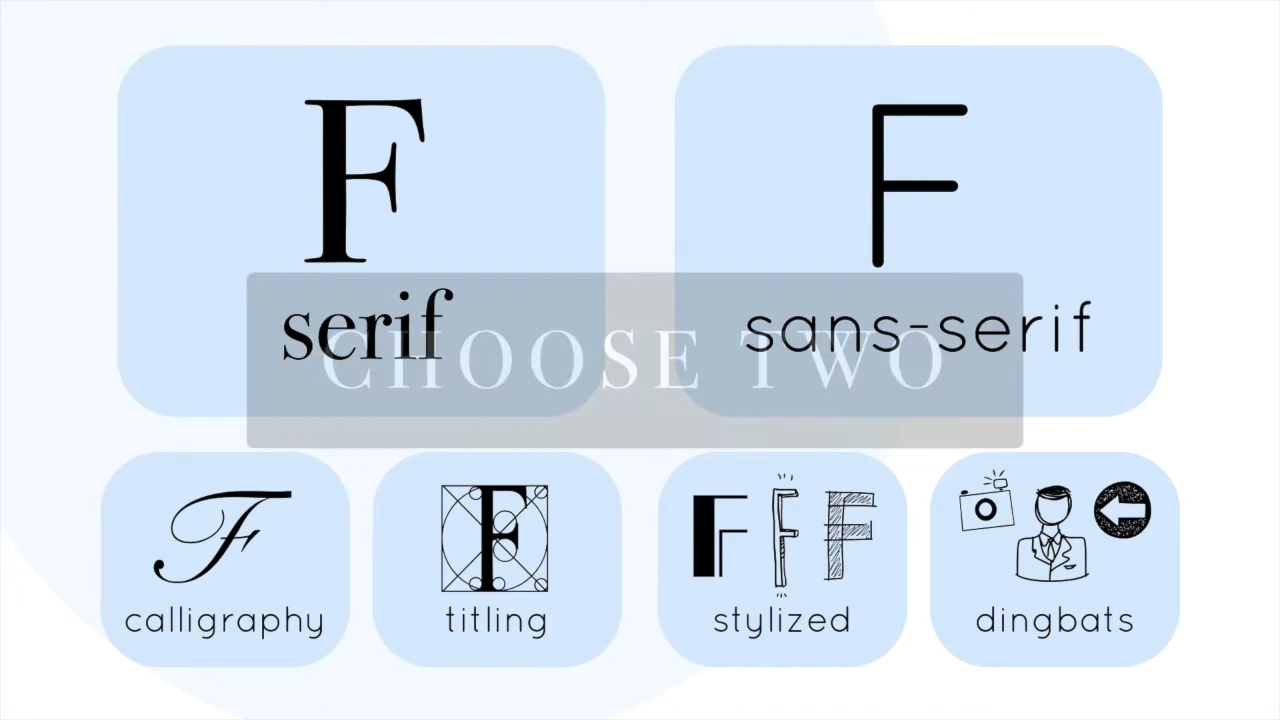 F
F
serif
sans-serif
CHOOSE TWO
F
F
F F F
calligraphy
titling
stylized
dingbats